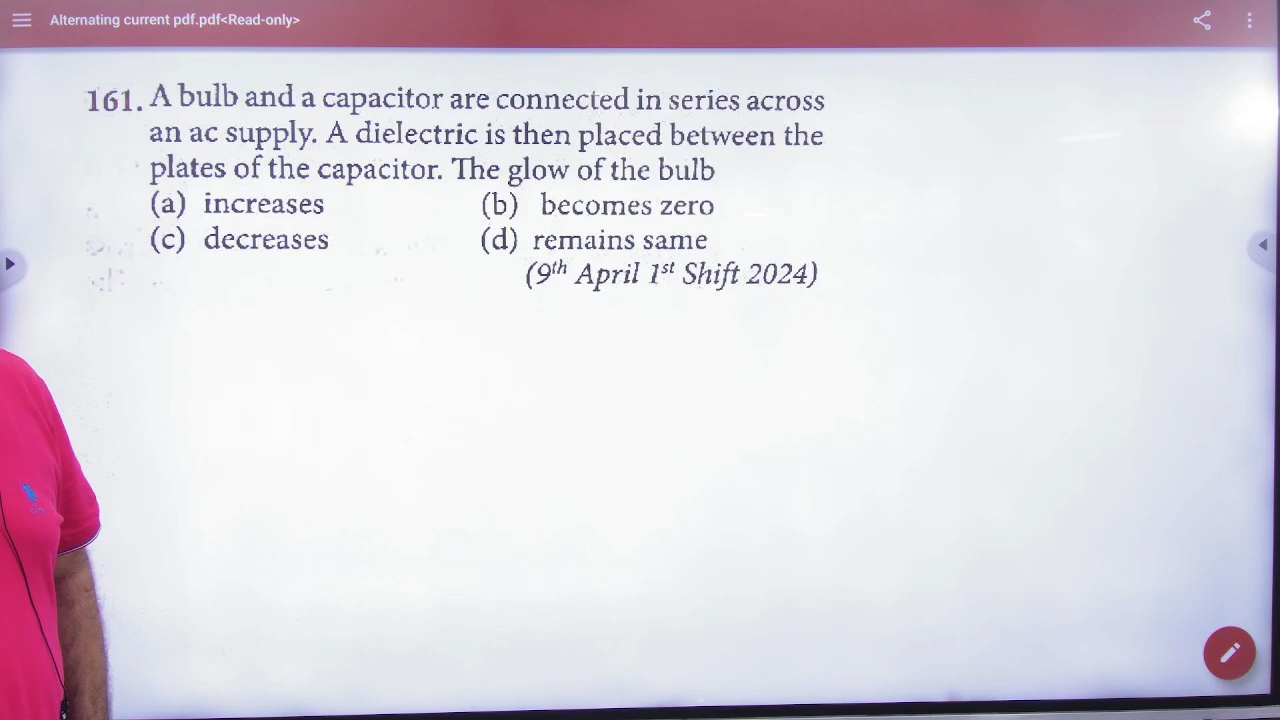 Alternating current pdf.pdf<Read-only>
161. A bulb and a capacitor are connected in series across
an ac supply. A dielectric is then placed between the
plates of the capacitor. The glow of the bulb
(a) increases (b) becomes zero
(c) decreases (d) remains same
(9th April 1st Shift 2024)